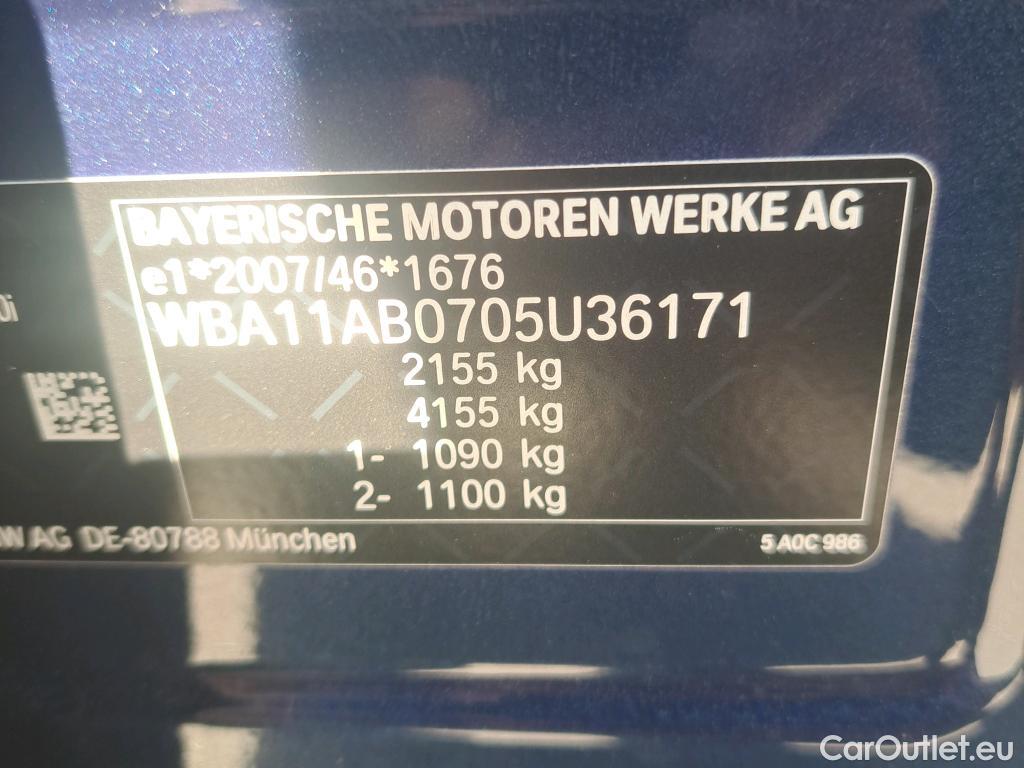 BAYERISCHE MOTOREN WERKE AG
e1*2007/46*1676
0i
WBA11AB0705U36171
2155 kg
4155 kg
1- 1090 kg
2- 1100 kg
W AG DE-80788 München
5 A0C 986
CarOutlet.eu